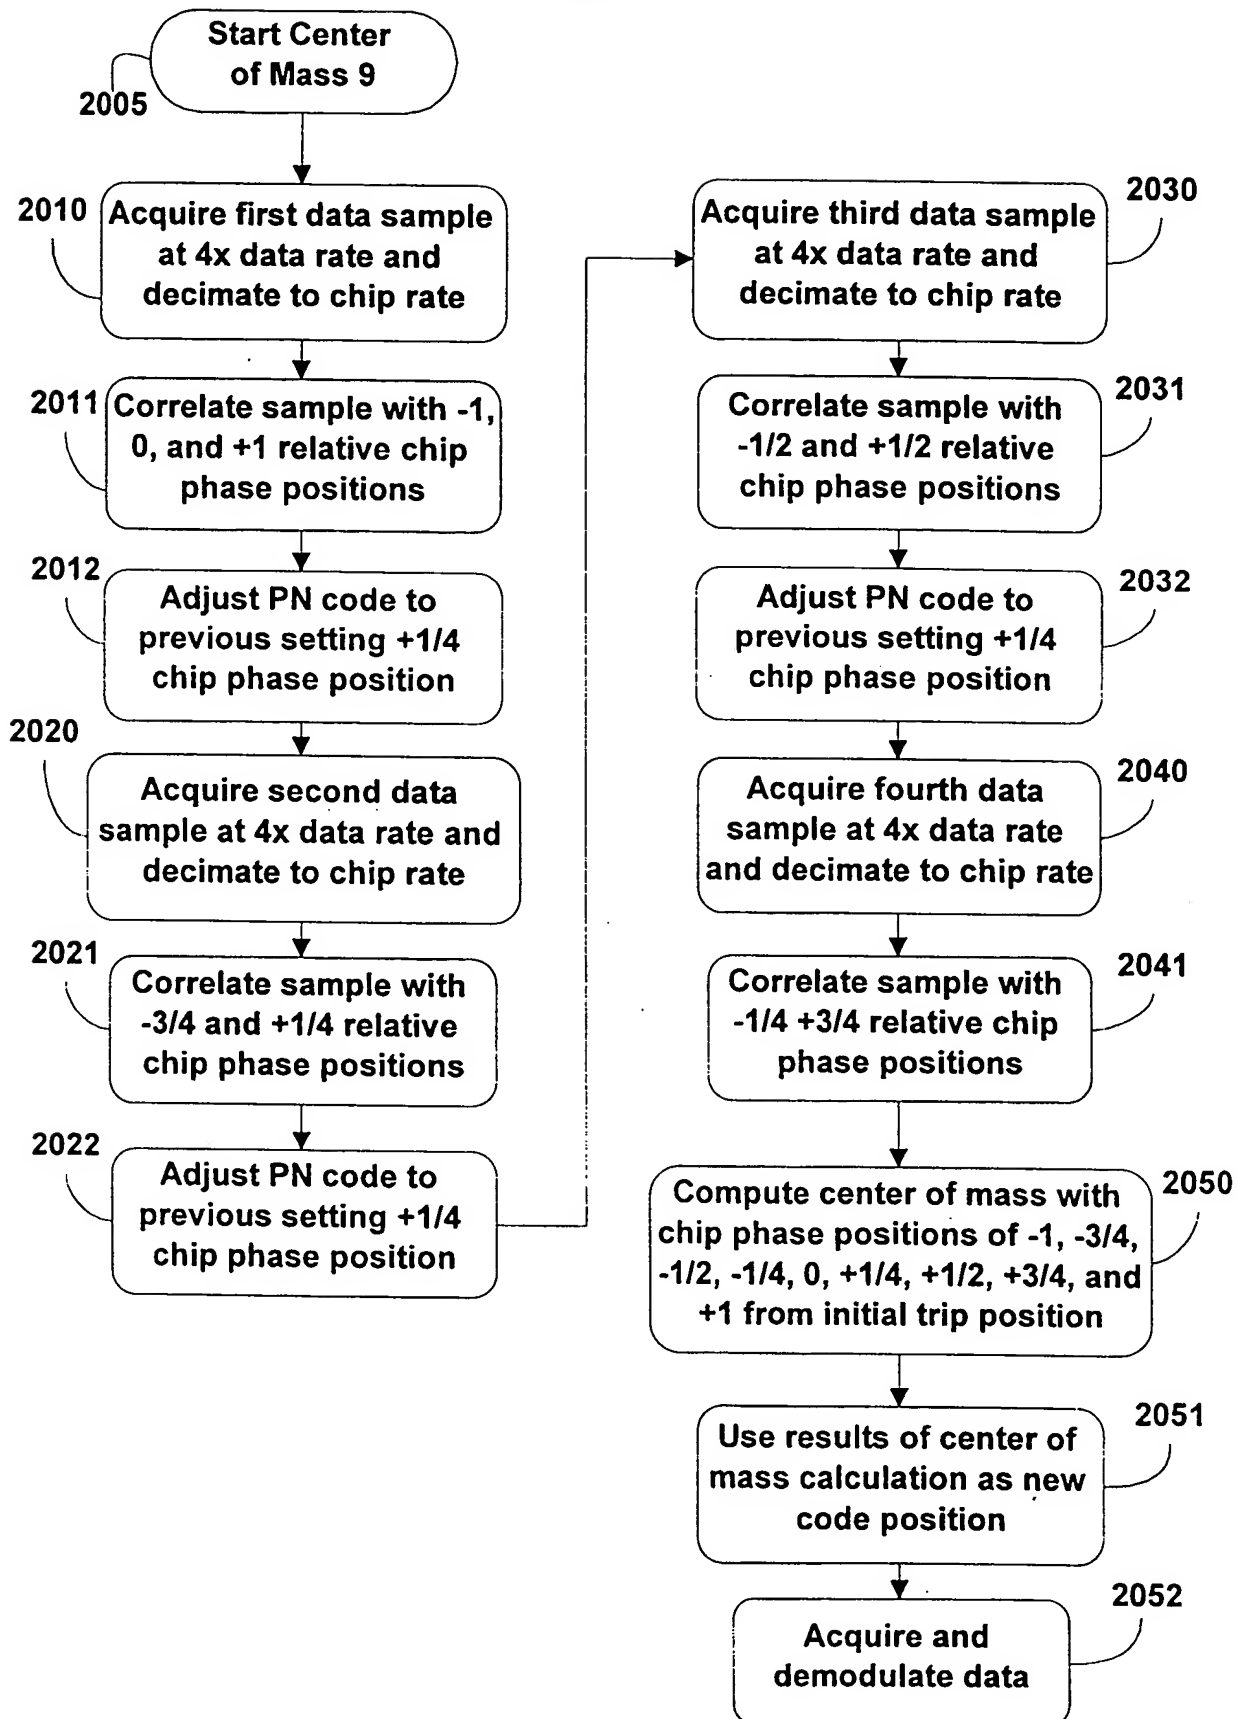 Start Center
of Mass 9
2005
2010
Acquire first data sample
at 4x data rate and
decimate to chip rate
2011
Correlate sample with -1,
0, and +1 relative chip
phase positions
2012
Adjust PN code to
previous setting +1/4
chip phase position
2020
Acquire second data
sample at 4x data rate and
decimate to chip rate
2021
Correlate sample with
-3/4 and +1/4 relative
chip phase positions
2022
Adjust PN code to
previous setting +1/4
chip phase position
2030
Acquire third data sample
at 4x data rate and
decimate to chip rate
2031
Correlate sample with
-1/2 and +1/2 relative
chip phase positions
2032
Adjust PN code to
previous setting +1/4
chip phase position
2040
Acquire fourth data
sample at 4x data rate
and decimate to chip rate
2041
Correlate sample with
-1/4 +3/4 relative chip
phase positions
2050
Compute center of mass with
chip phase positions of -1, -3/4,
-1/2, -1/4, 0, +1/4, +1/2, +3/4, and
+1 from initial trip position
2051
Use results of center of
mass calculation as new
code position
2052
Acquire and
demodulate data